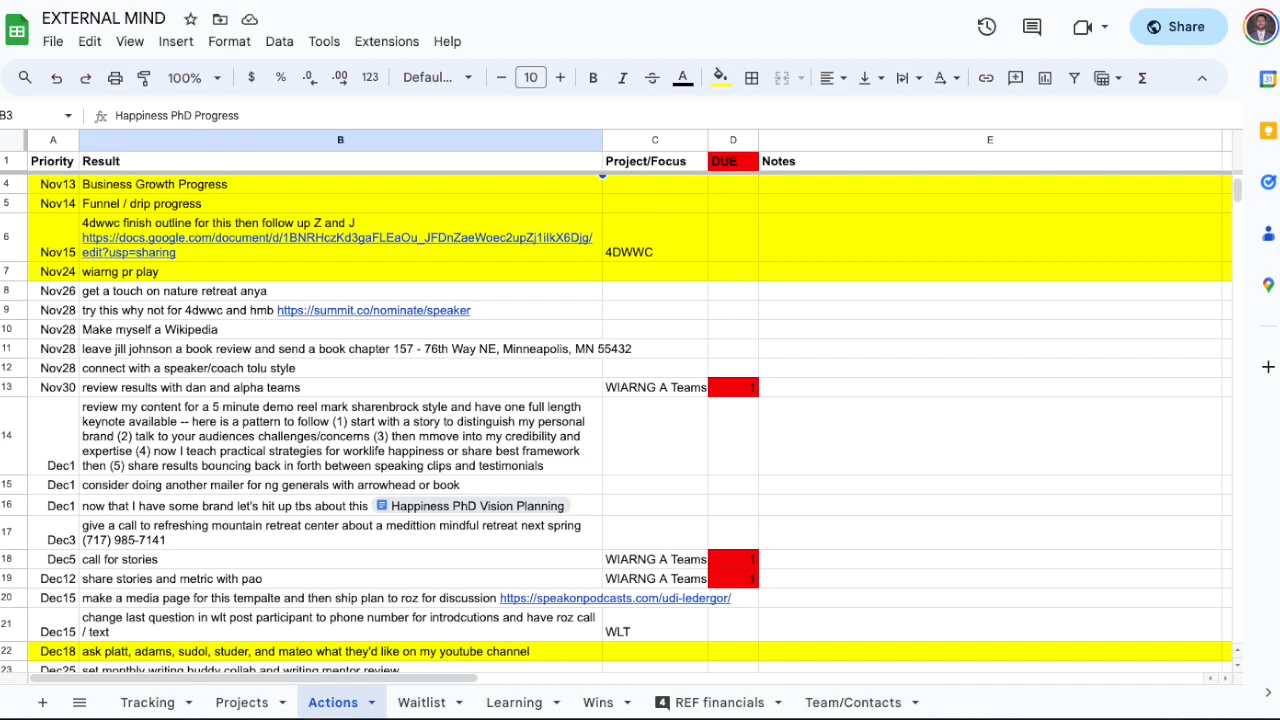 EXTERNAL MIND
File Edit View Insert Format Data Tools Extensions Help
Share
100% $ % .0 .00 123 Defaul... 10 B I A Σ
B3 fx Happiness PhD Progress
A B C D E
1 Priority Result Project/Focus DUE Notes
4 Nov13 Business Growth Progress
5 Nov14 Funnel / drip progress
4dwwc finish outline for this then follow up Z and J
https://docs.google.com/document/d/1BNRHczKd3gaFLEaOu_JFDnZaeWoec2upZj1iIkX6Djg/
6 Nov15 edit?usp=sharing 4DWWC
7 Nov24 wiarng pr play
8 Nov26 get a touch on nature retreat anya
9 Nov28 try this why not for 4dwwc and hmb https://summit.co/nominate/speaker
10 Nov28 Make myself a Wikipedia
11 Nov28 leave jill johnson a book review and send a book chapter 157 - 76th Way NE, Minneapolis, MN 55432
12 Nov28 connect with a speaker/coach tolu style
13 Nov30 review results with dan and alpha teams WIARNG A Teams 1
review my content for a 5 minute demo reel mark sharenbrock style and have one full length
keynote available -- here is a pattern to follow (1) start with a story to distinguish my personal
14 brand (2) talk to your audiences challenges/concerns (3) then mmove into my credibility and
expertise (4) now I teach practical strategies for worklife happiness or share best framework
Dec1 then (5) share results bouncing back in forth between speaking clips and testimonials
15 Dec1 consider doing another mailer for ng generals with arrowhead or book
16 Dec1 now that I have some brand let's hit up tbs about this Happiness PhD Vision Planning
17 give a call to refreshing mountain retreat center about a medittion mindful retreat next spring
Dec3 (717) 985-7141
18 Dec5 call for stories WIARNG A Teams 1
19 Dec12 share stories and metric with pao WIARNG A Teams 1
20 Dec15 make a media page for this tempalte and then ship plan to roz for discussion https://speakonpodcasts.com/udi-ledergor/
21 change last question in wlt post participant to phone number for introdcutions and have roz call
Dec15 / text WLT
22 Dec18 ask platt, adams, sudol, studer, and mateo what they'd like on my youtube channel
23 Dec25 set monthly writing buddy collab and writing mentor review
Tracking Projects Actions Waitlist Learning Wins 4 REF financials Team/Contacts